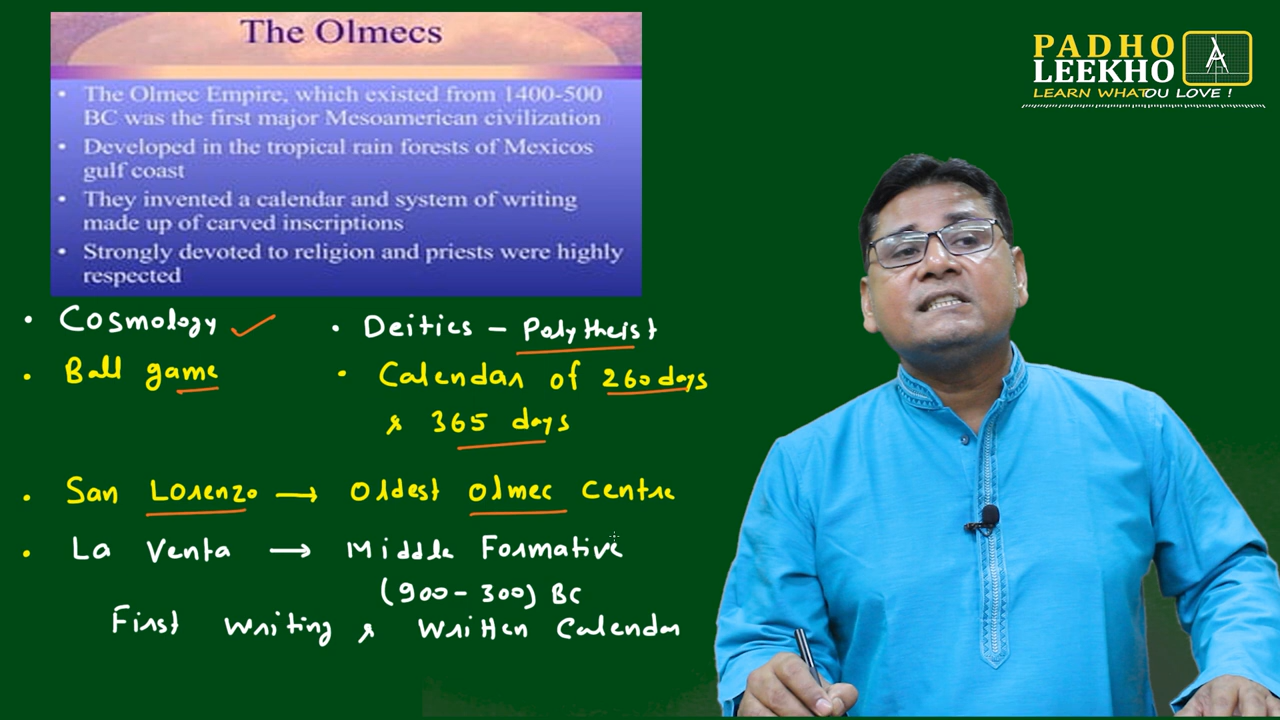 The Olmecs
• The Olmec Empire, which existed from 1400-500
BC was the first major Mesoamerican civilization
• Developed in the tropical rain forests of Mexicos
gulf coast
• They invented a calendar and system of writing
made up of carved inscriptions
• Strongly devoted to religion and priests were highly
respected
PADHO
LEEKHO
LEARN WHAT OU LOVE !
• Cosmology ✓
• Deitics – Polytheist
• Ball game
• Calendar of 260 days
& 365 days
• San Lorenzo → Oldest Olmec Centre
• La Venta → Middle Formative
(900 - 300) BC
First writing & Written Calendar